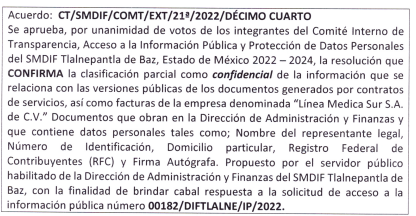 Acuerdo: CT/SMDIF/COMT/EXT/21ª/2022/DÉCIMO CUARTO
Se aprueba, por unanimidad de votos de los integrantes del Comité Interno de
Transparencia, Acceso a la Información Pública y Protección de Datos Personales
del SMDIF Tlalnepantla de Baz, Estado de México 2022 – 2024, la resolución que
CONFIRMA la clasificación parcial como confidencial de la información que se
relaciona con las versiones públicas de los documentos generados por contratos
de servicios, así como facturas de la empresa denominada "Línea Medica Sur S.A.
de C.V." Documentos que obran en la Dirección de Administración y Finanzas y
que contiene datos personales tales como; Nombre del representante legal,
Número de Identificación, Domicilio particular, Registro Federal de
Contribuyentes (RFC) y Firma Autógrafa. Propuesto por el servidor público
habilitado de la Dirección de Administración y Finanzas del SMDIF Tlalnepantla de
Baz, con la finalidad de brindar cabal respuesta a la solicitud de acceso a la
información pública número 00182/DIFTLALNE/IP/2022.